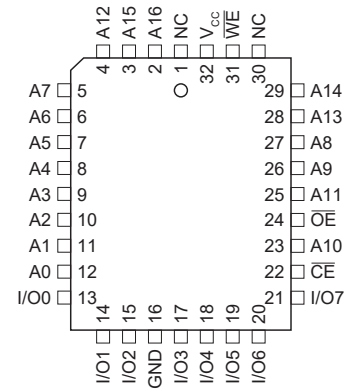 A12 A15 A16 NC VCC WE NC
4 3 2 1 32 31 30
A7 5 29 A14
A6 6 28 A13
A5 7 27 A8
A4 8 26 A9
A3 9 25 A11
A2 10 24 OE
A1 11 23 A10
A0 12 22 CE
I/O0 13 21 I/O7
14 15 16 17 18 19 20
I/O1 I/O2 GND I/O3 I/O4 I/O5 I/O6